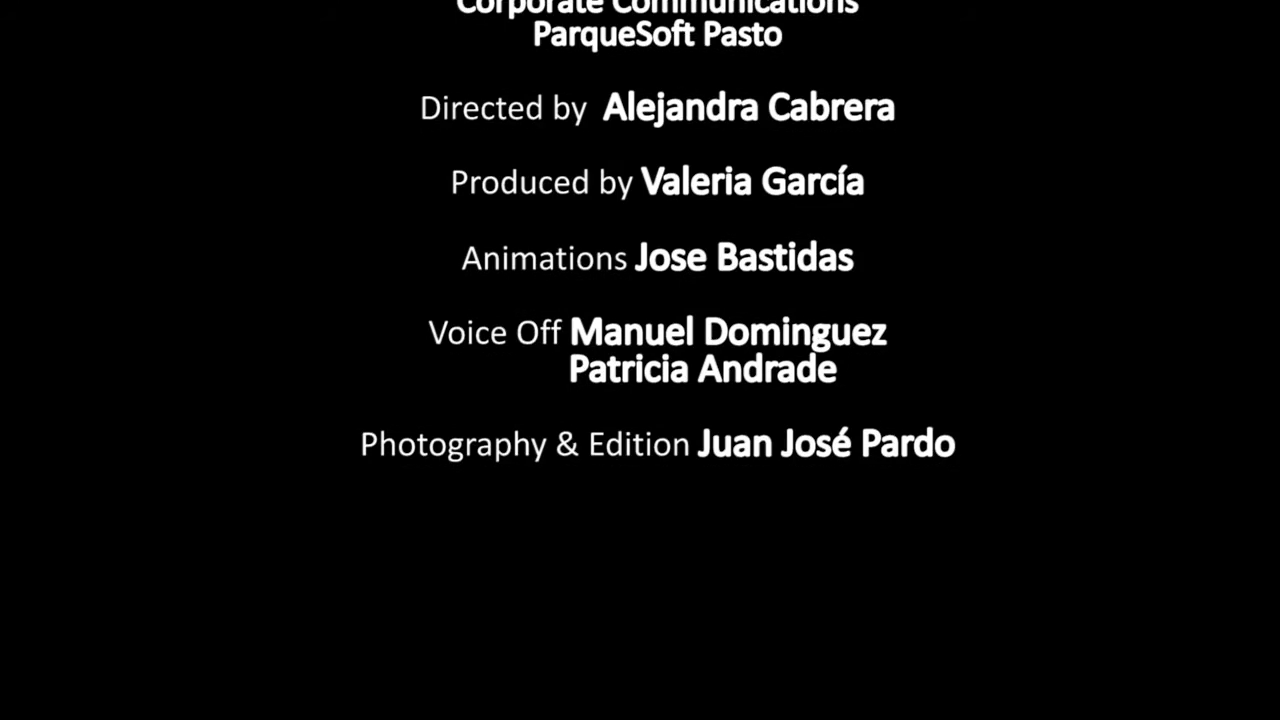 Corporate Communications
ParqueSoft Pasto
Directed by Alejandra Cabrera
Produced by Valeria García
Animations Jose Bastidas
Voice Off Manuel Dominguez
Patricia Andrade
Photography & Edition Juan José Pardo